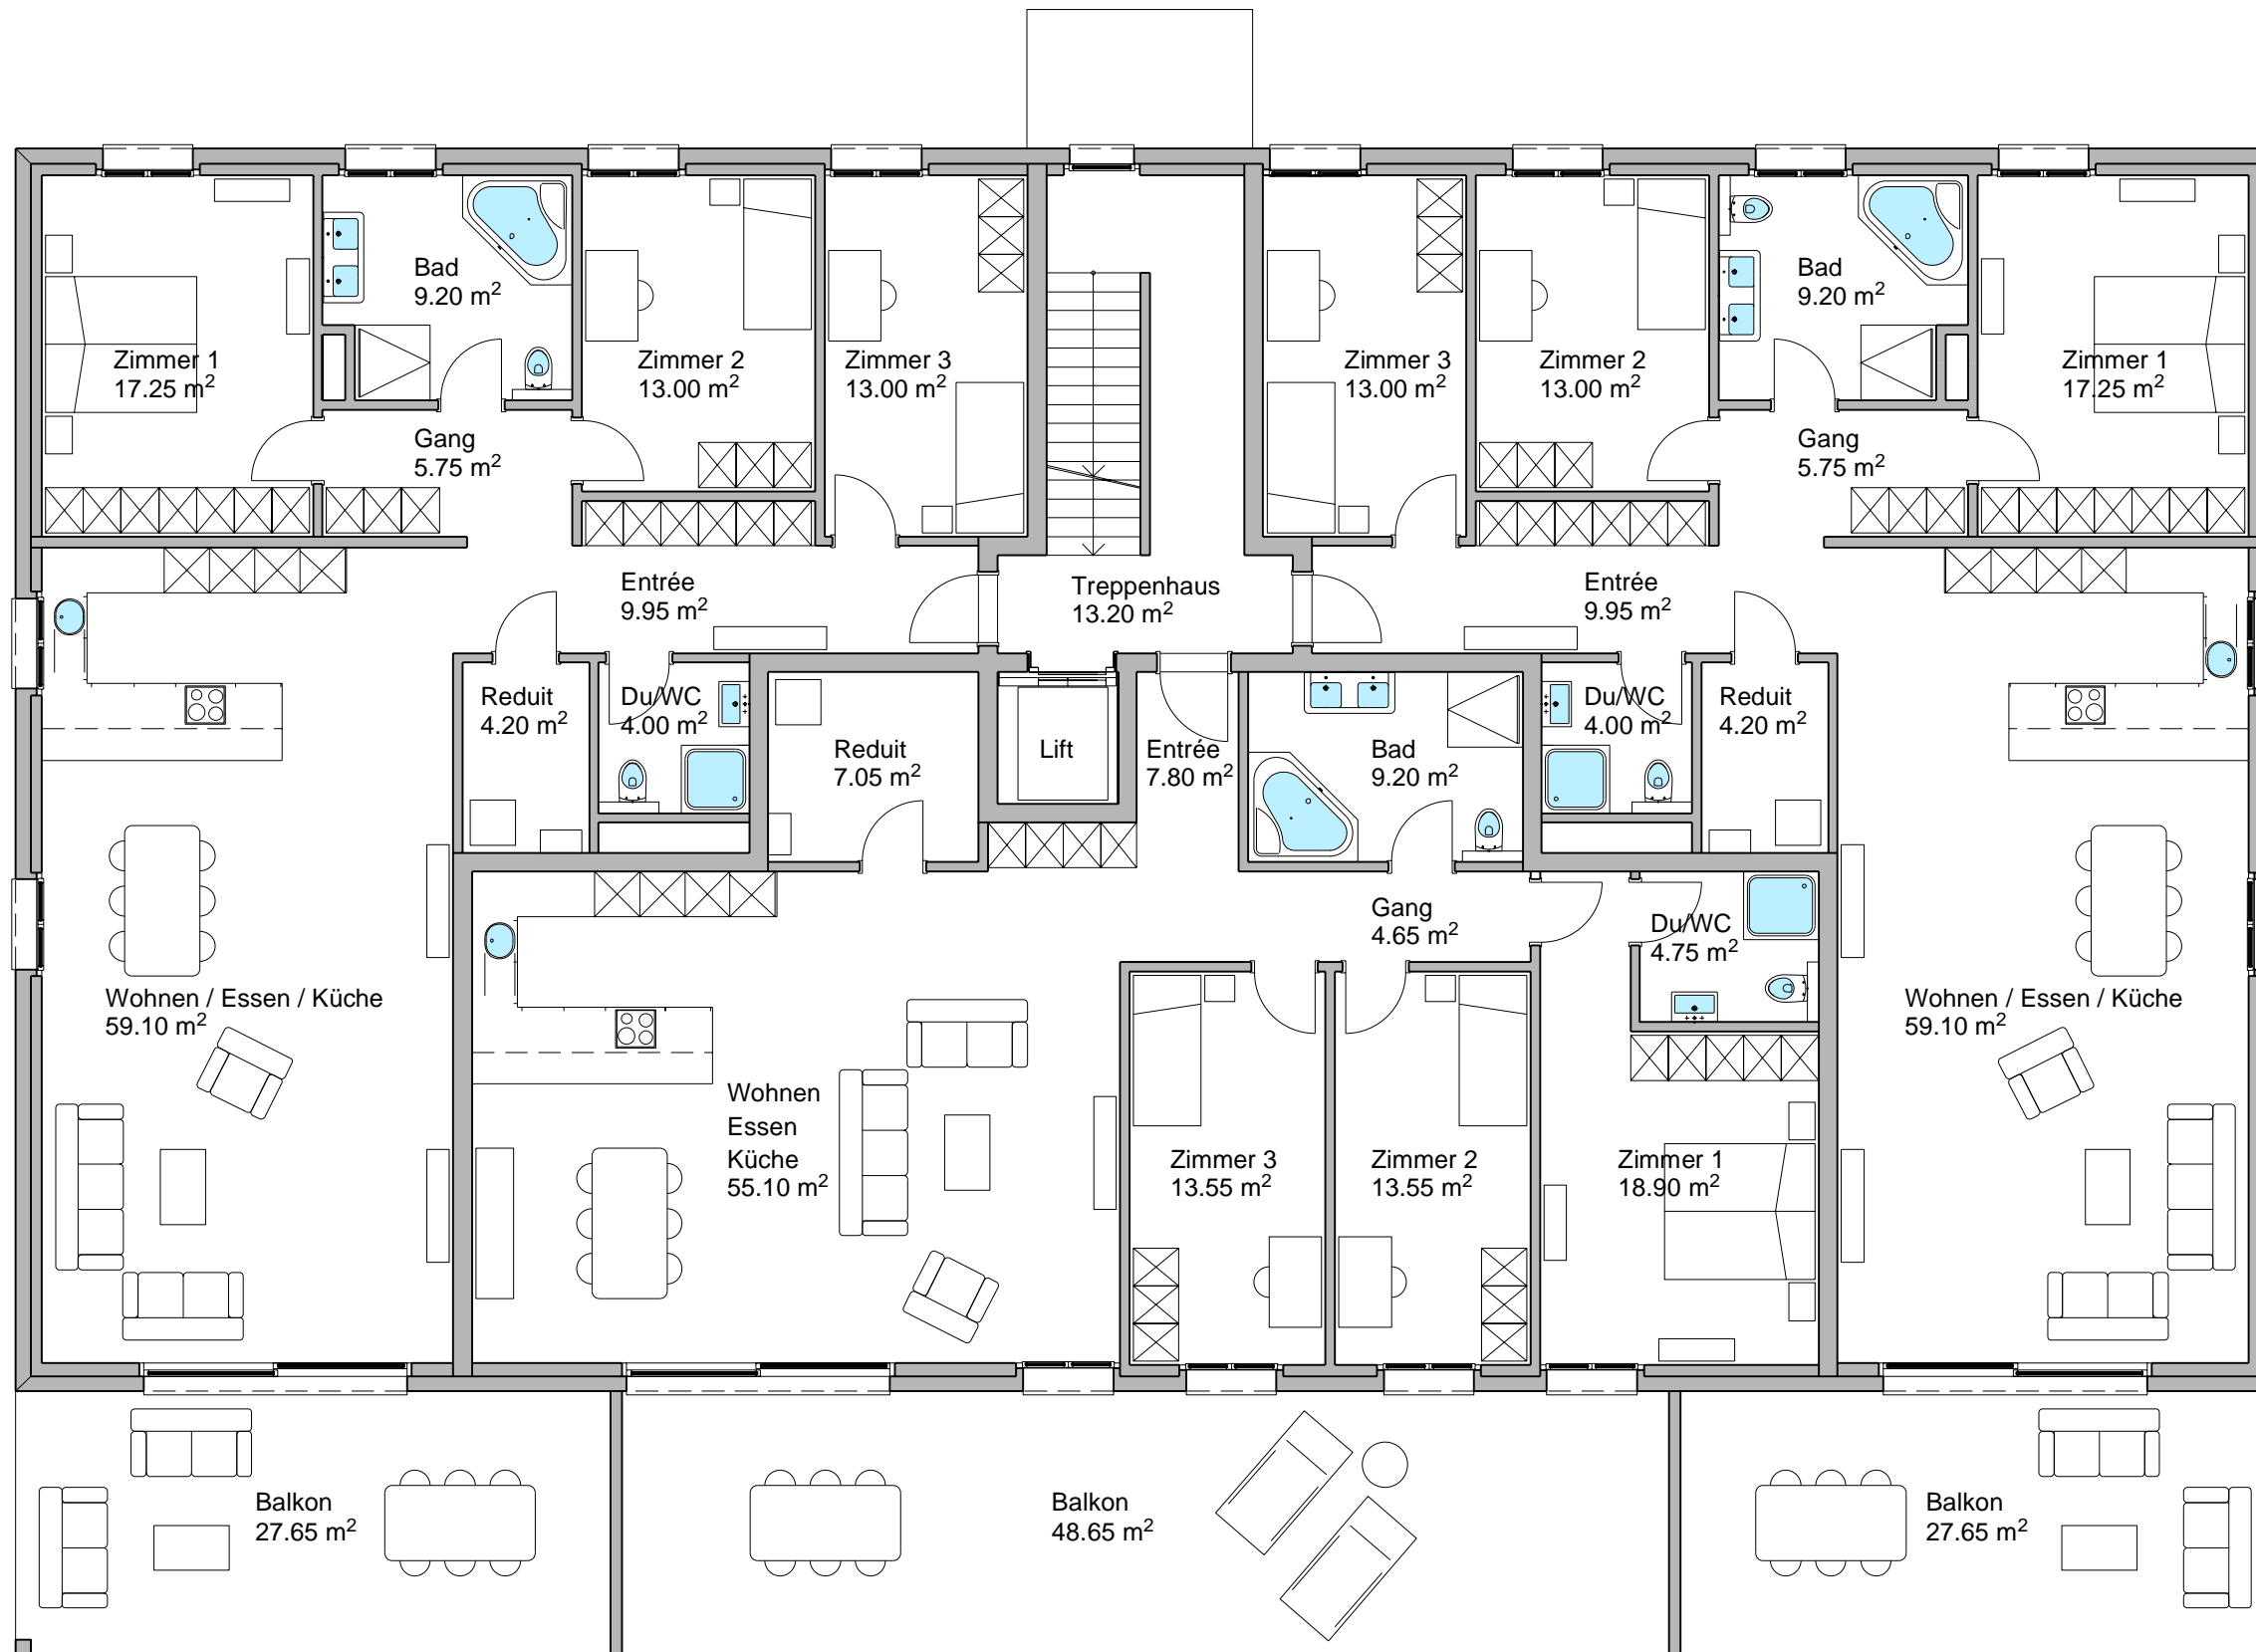 Bad
9.20 m²
Bad
9.20 m²
Zimmer 1
17.25 m²
Zimmer 2
13.00 m²
Zimmer 3
13.00 m²
Zimmer 3
13.00 m²
Zimmer 2
13.00 m²
Zimmer 1
17.25 m²
Gang
5.75 m²
Gang
5.75 m²
Entrée
9.95 m²
Treppenhaus
13.20 m²
Entrée
9.95 m²
Reduit
4.20 m²
Du/WC
4.00 m²
Reduit
7.05 m²
Lift
Entrée
7.80 m²
Bad
9.20 m²
Du/WC
4.00 m²
Reduit
4.20 m²
Gang
4.65 m²
Du/WC
4.75 m²
Wohnen / Essen / Küche
59.10 m²
Wohnen / Essen / Küche
59.10 m²
Wohnen
Essen
Küche
55.10 m²
Zimmer 3
13.55 m²
Zimmer 2
13.55 m²
Zimmer 1
18.90 m²
Balkon
27.65 m²
Balkon
48.65 m²
Balkon
27.65 m²